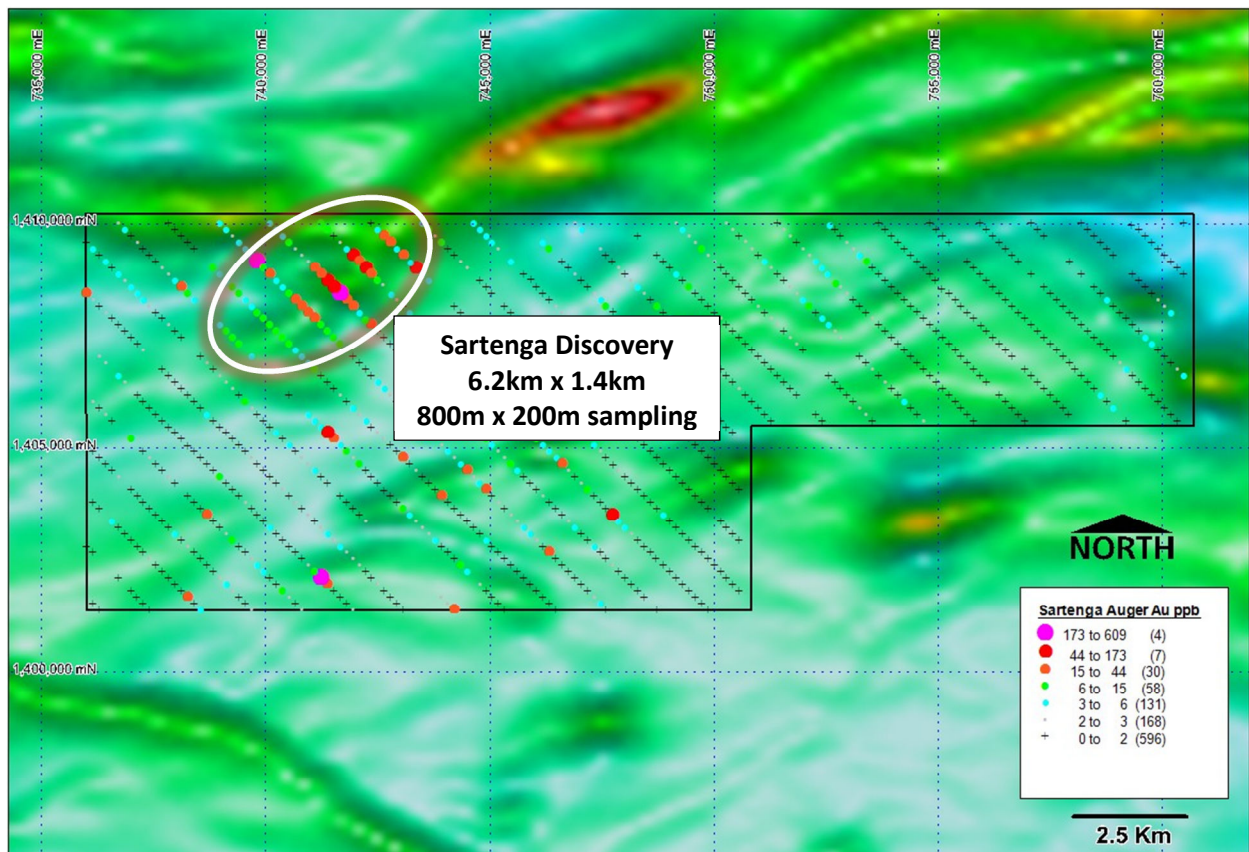 735,000 mE
740,000 mE
745,000 mE
750,000 mE
755,000 mE
760,000 mE
1,410,000 mN
Sartenga Discovery
6.2km x 1.4km
800m x 200m sampling
1,405,000 mN
NORTH
Sartenga Auger Au ppb
173 to 609 (4)
44 to 173 (7)
15 to 44 (30)
6 to 15 (58)
3 to 6 (131)
2 to 3 (168)
0 to 2 (596)
1,400,000 mN
2.5 Km